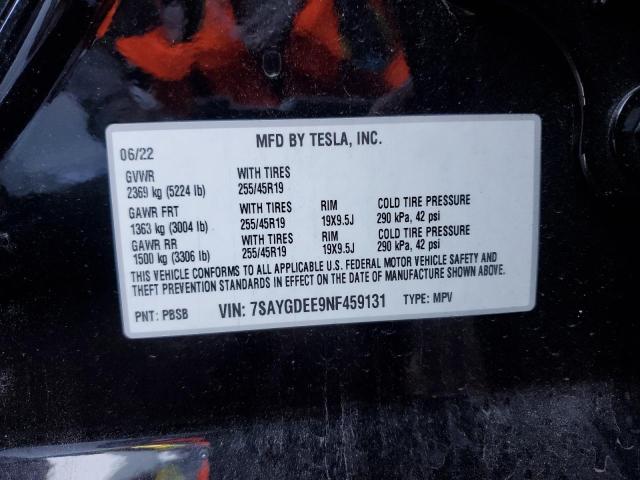 MFD BY TESLA, INC.
06/22
GVWR WITH TIRES
2369 kg (5224 lb) 255/45R19
GAWR FRT WITH TIRES RIM COLD TIRE PRESSURE
1363 kg (3004 lb) 255/45R19 19X9.5J 290 kPa, 42 psi
GAWR RR WITH TIRES RIM COLD TIRE PRESSURE
1500 kg (3306 lb) 255/45R19 19X9.5J 290 kPa, 42 psi
THIS VEHICLE CONFORMS TO ALL APPLICABLE U.S. FEDERAL MOTOR VEHICLE SAFETY AND
THEFT PREVENTION STANDARDS IN EFFECT ON THE DATE OF MANUFACTURE SHOWN ABOVE.
PNT: PBSB VIN: 7SAYGDEE9NF459131 TYPE: MPV